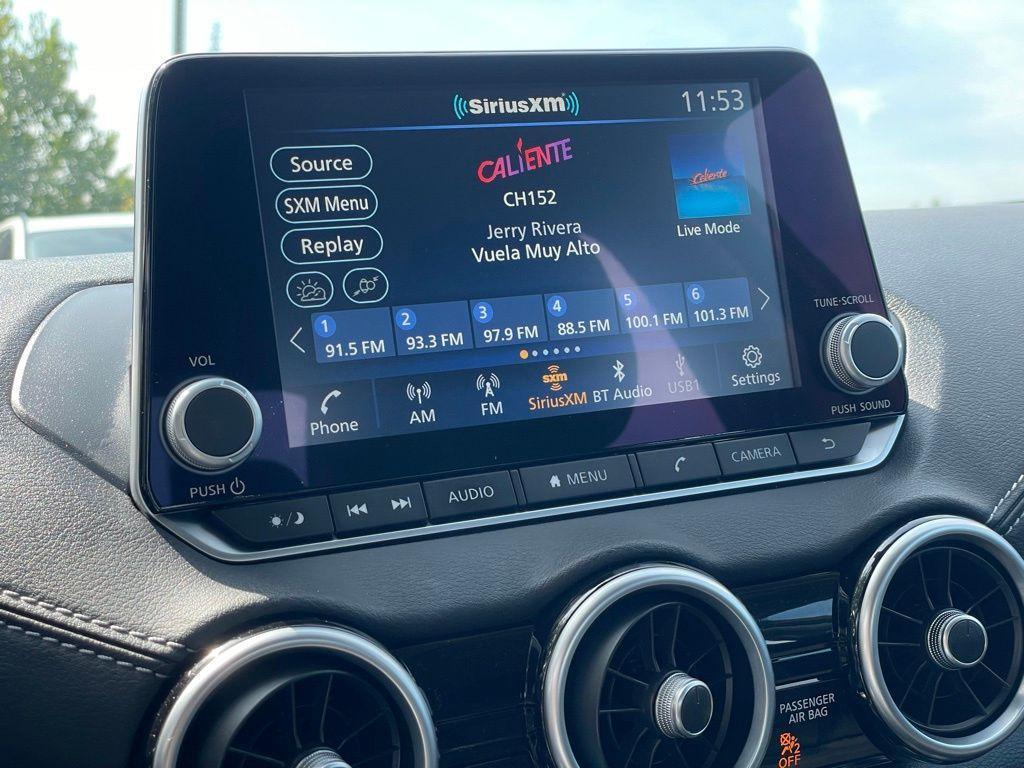 SiriusXM
11:53
Source
SXM Menu
Replay
CALIENTE
CH152
Jerry Rivera
Vuela Muy Alto
Caliente
Live Mode
1 91.5 FM
2 93.3 FM
3 97.9 FM
4 88.5 FM
5 100.1 FM
6 101.3 FM
Phone
AM
FM
sxm
SiriusXM
BT Audio
USB1
Settings
VOL
PUSH
TUNE·SCROLL
PUSH SOUND
AUDIO
MENU
CAMERA
PASSENGER
AIR BAG
2
OFF